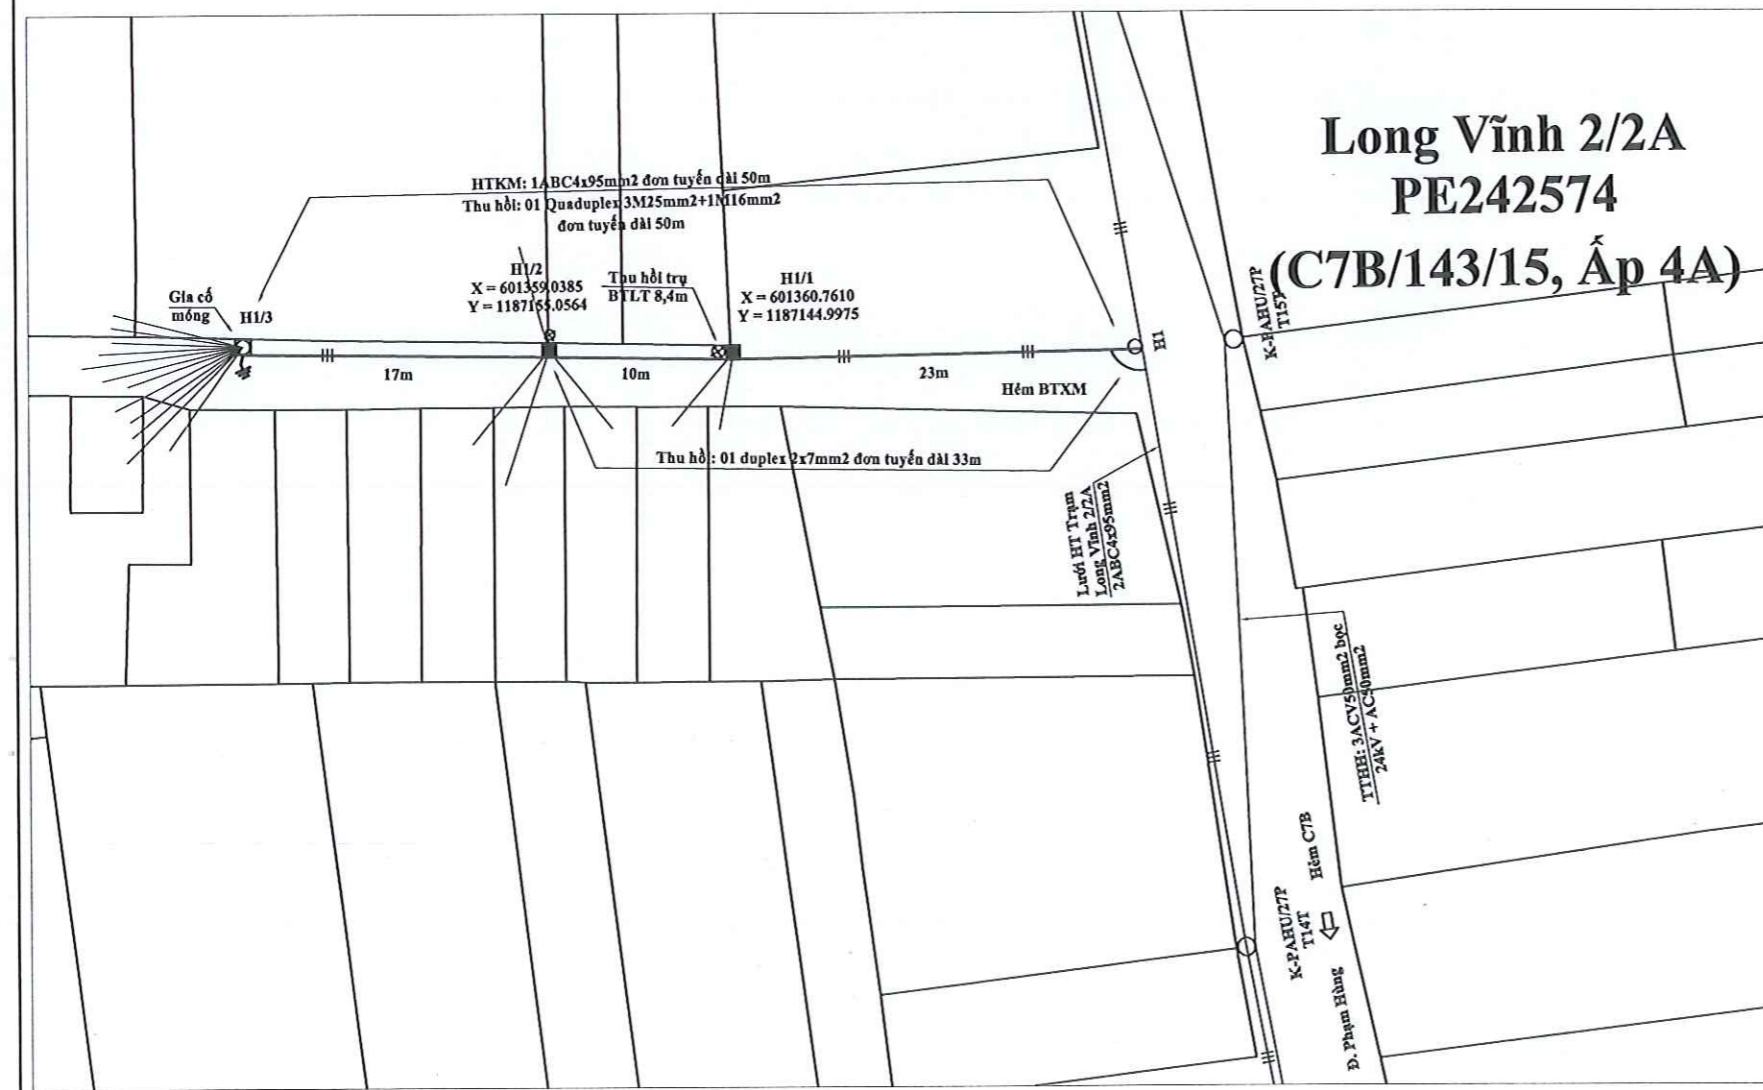 Long Vĩnh 2/2A
PE242574
(C7B/143/15, Ấp 4A)
HTKM: 1ABC4x95mm2 đơn tuyến dài 50m
Thu hồi: 01 Quaduplex 3M25mm2+1M16mm2
đơn tuyến dài 50m
H1/2
X = 601359.0385
Y = 1187155.0564
Thu hồi trụ
BTLT 8,4m
H1/1
X = 601360.7610
Y = 1187144.9975
Gia cố
móng
H1/3
17m
10m
23m
H1
Hẻm BTXM
K-PAHU/27P
T15T
Thu hồi: 01 duplex 2x7mm2 đơn tuyến dài 33m
Lưới HT Trạm
Long Vĩnh 2/2A
2ABC4x95mm2
TTHH: 3ACV50mm2 bọc
24kV + AC50mm2
Hẻm C7B
K-PAHU/27P
T14T
Đ. Phạm Hùng